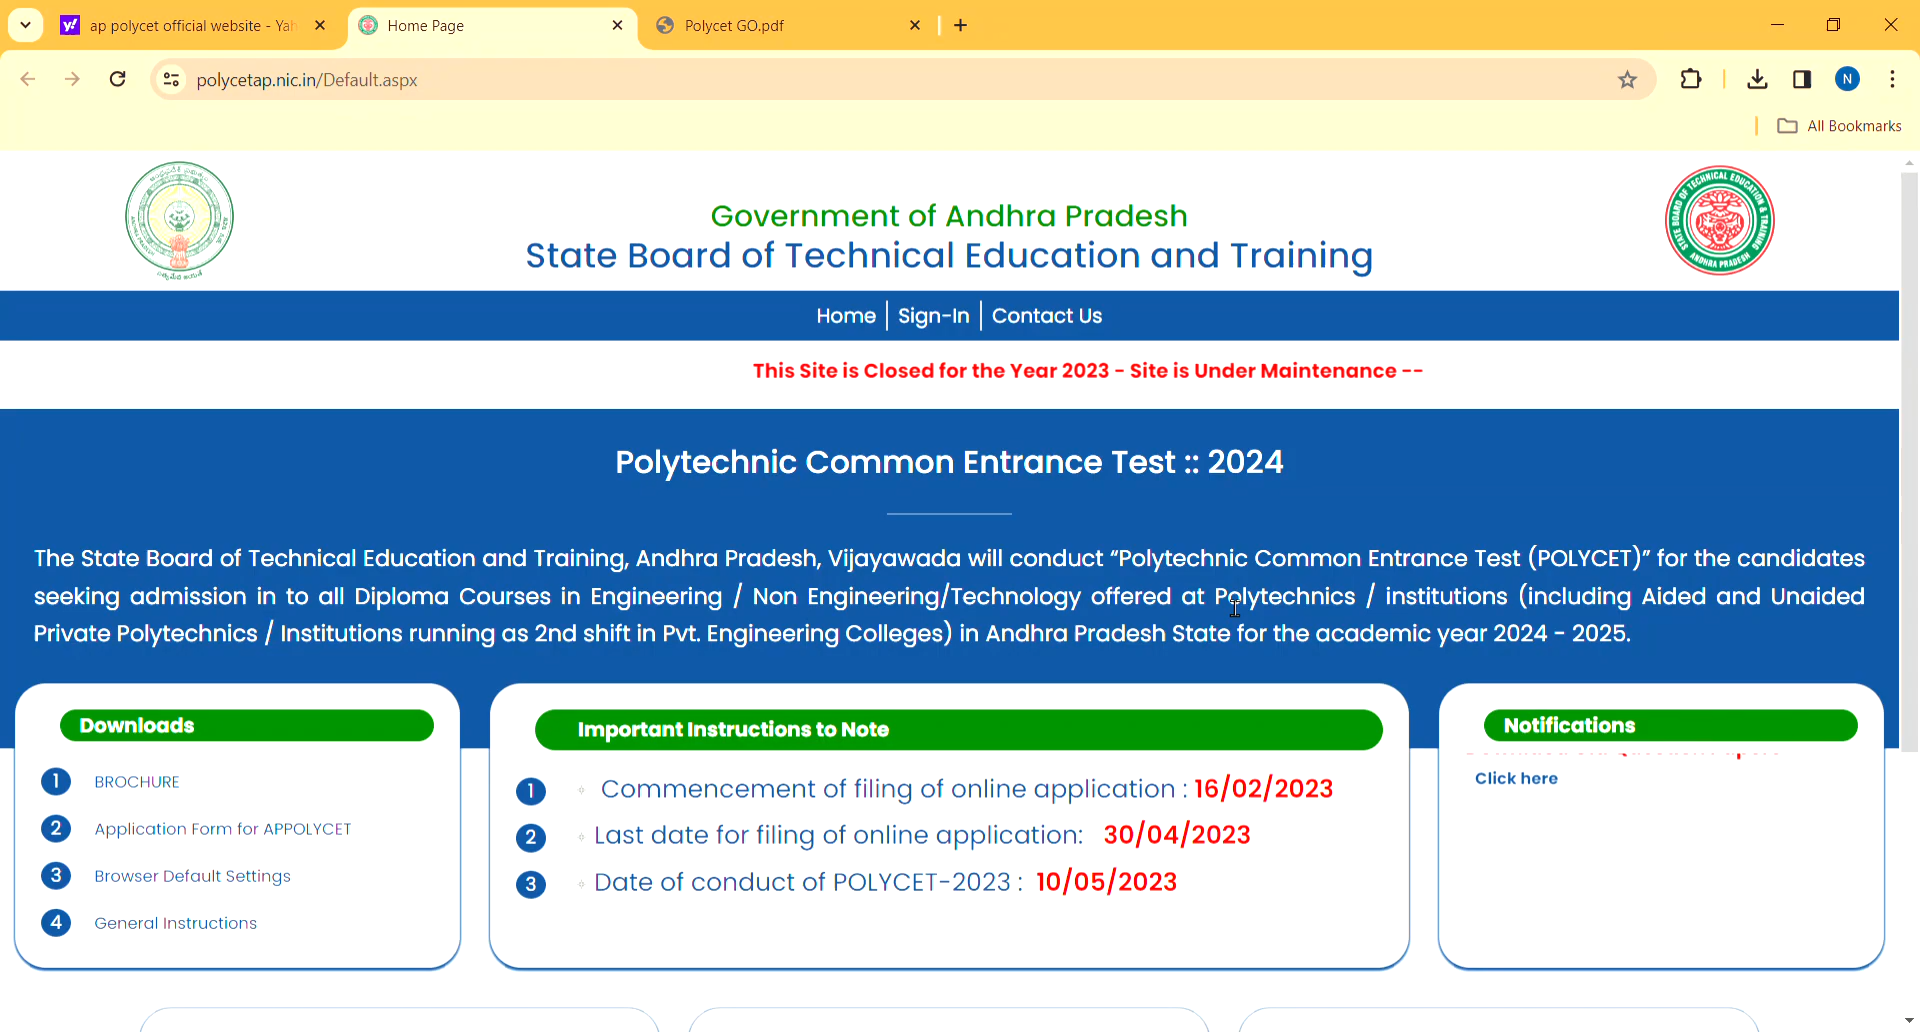 ap polycet official website - Yah
Home Page
Polycet GO.pdf
polycetap.nic.in/Default.aspx
N
All Bookmarks
Government of Andhra Pradesh
State Board of Technical Education and Training
STATE BOARD OF TECHNICAL EDUCATION & TRAINING
ANDHRA PRADESH
Home
Sign-In
Contact Us
This Site is Closed for the Year 2023 - Site is Under Maintenance --
Polytechnic Common Entrance Test :: 2024
The State Board of Technical Education and Training, Andhra Pradesh, Vijayawada will conduct “Polytechnic Common Entrance Test (POLYCET)” for the candidates
seeking admission in to all Diploma Courses in Engineering / Non Engineering/Technology offered at Polytechnics / institutions (including Aided and Unaided
Private Polytechnics / Institutions running as 2nd shift in Pvt. Engineering Colleges) in Andhra Pradesh State for the academic year 2024 - 2025.
Downloads
1 BROCHURE
2 Application Form for APPOLYCET
3 Browser Default Settings
4 General Instructions
Important Instructions to Note
1 Commencement of filing of online application : 16/02/2023
2 Last date for filing of online application: 30/04/2023
3 Date of conduct of POLYCET-2023 : 10/05/2023
Notifications
Click here